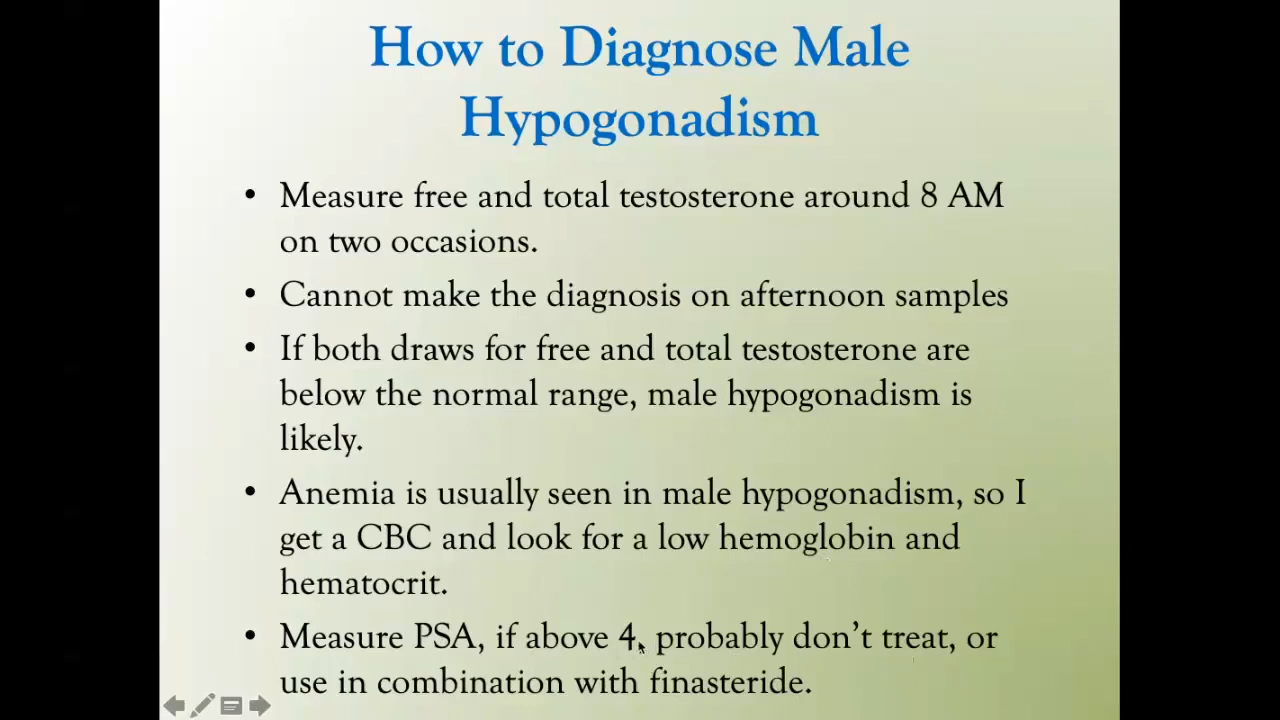 How to Diagnose Male
Hypogonadism
• Measure free and total testosterone around 8 AM
on two occasions.
• Cannot make the diagnosis on afternoon samples
• If both draws for free and total testosterone are
below the normal range, male hypogonadism is
likely.
• Anemia is usually seen in male hypogonadism, so I
get a CBC and look for a low hemoglobin and
hematocrit.
• Measure PSA, if above 4, probably don’t treat, or
use in combination with finasteride.